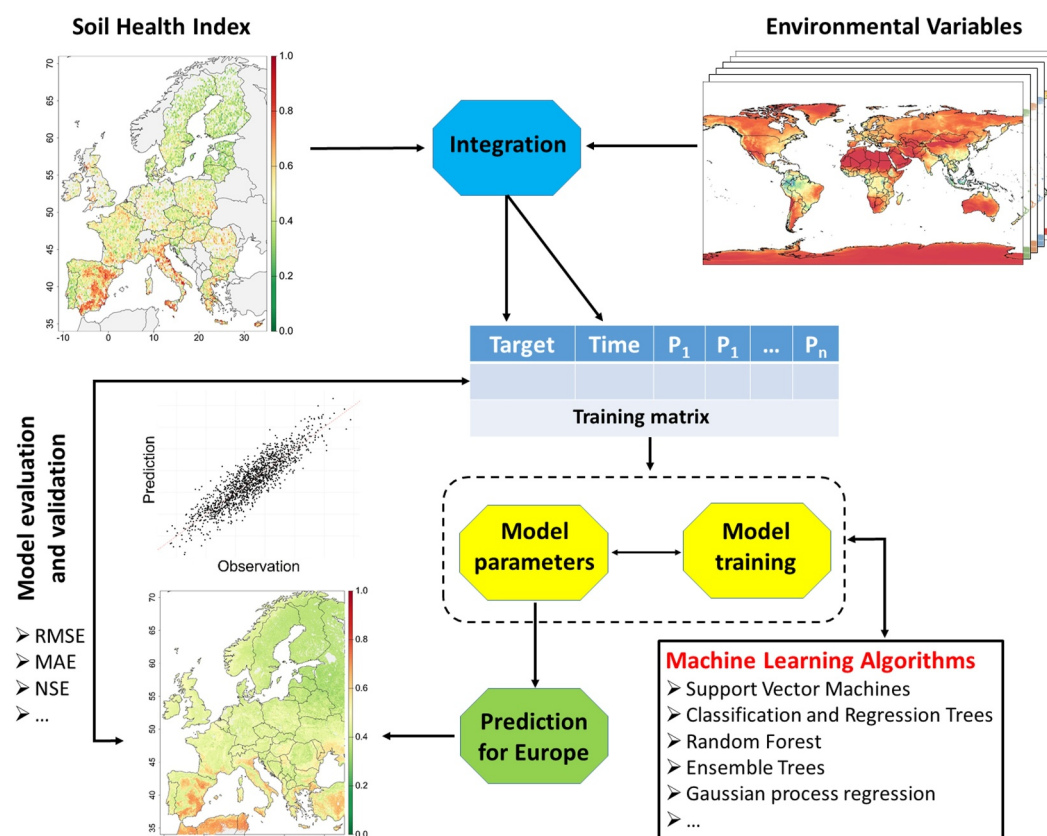 Soil Health Index
Environmental Variables
70
65
60
55
50
45
40
35
-10
0
10
20
30
1.0
0.8
0.6
0.4
0.2
0.0
Integration
Target Time P1 P1 ... Pn
Training matrix
Model evaluation
and validation
Prediction
Observation
➢ RMSE
➢ MAE
➢ NSE
➢ ...
Model
parameters
Model
training
70
65
60
55
50
45
40
35
1.0
0.8
0.6
0.4
0.2
0.0
Prediction
for Europe
Machine Learning Algorithms
➢ Support Vector Machines
➢ Classification and Regression Trees
➢ Random Forest
➢ Ensemble Trees
➢ Gaussian process regression
➢ ...